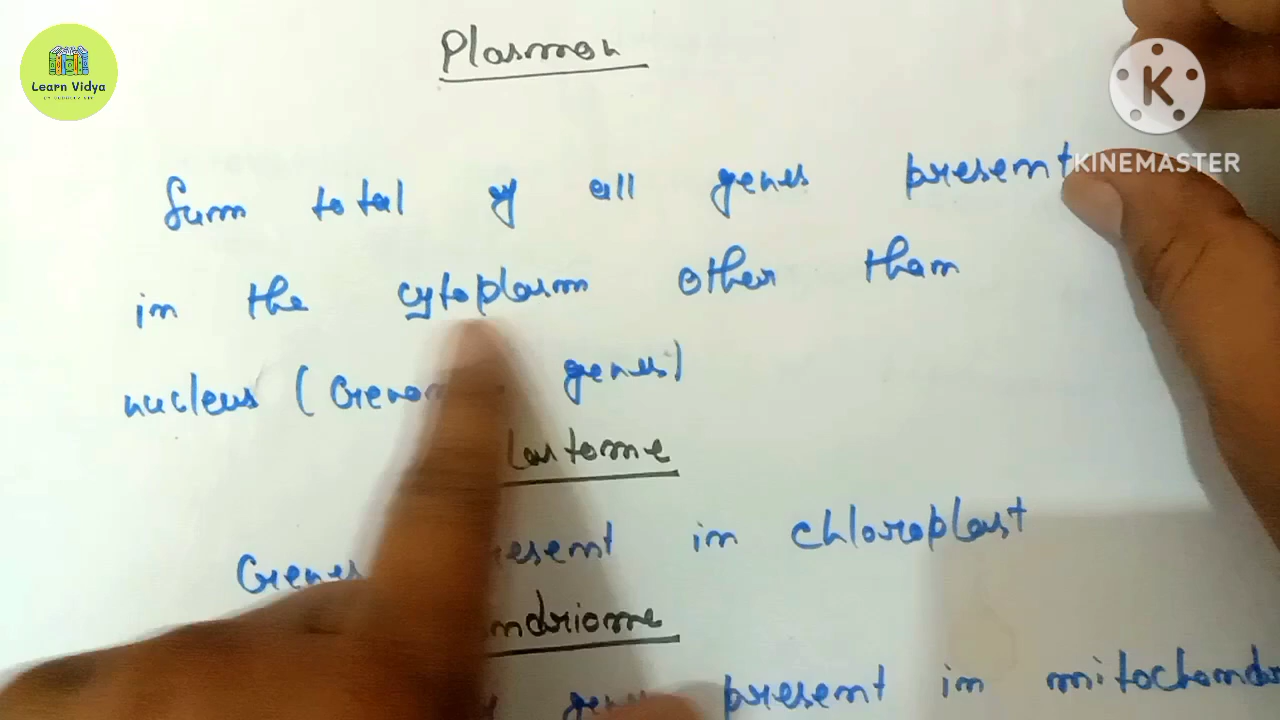 Plasmon
Learn Vidya
K
KINEMASTER
Sum total of all genes present
in the cytoplasm other than
nucleus ( genes)
lastome
Genes esent in chloroplast
ndriome
gene present in mitochondr